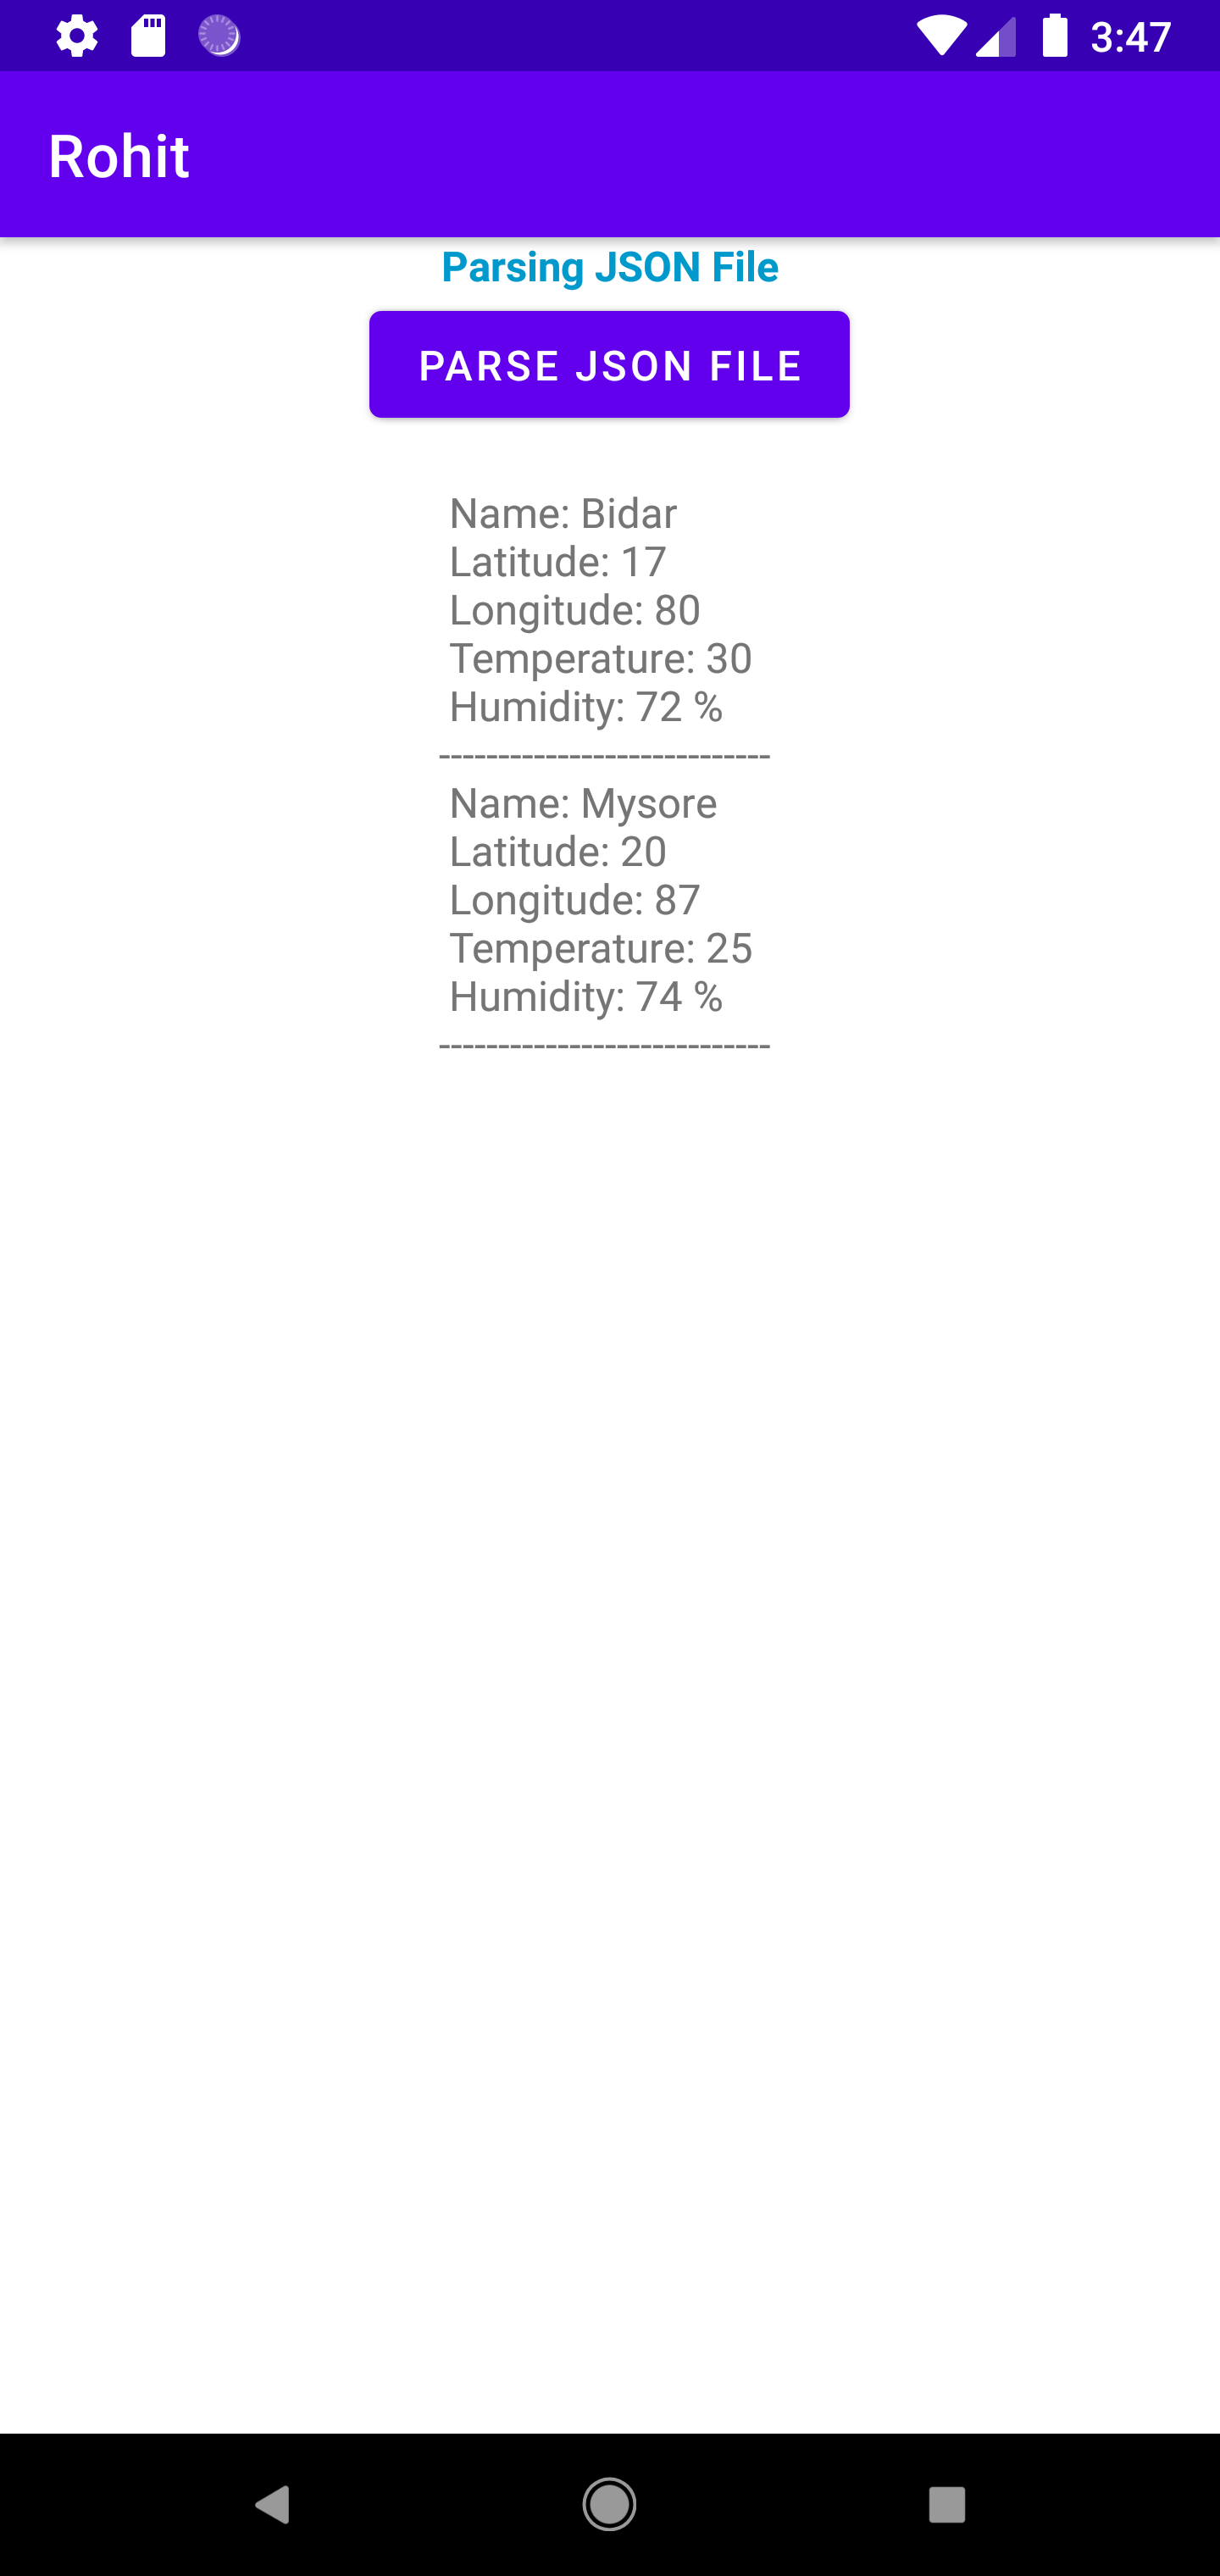 3:47
Rohit
Parsing JSON File
PARSE JSON FILE
Name: Bidar
Latitude: 17
Longitude: 80
Temperature: 30
Humidity: 72 %
----------------------------
Name: Mysore
Latitude: 20
Longitude: 87
Temperature: 25
Humidity: 74 %
----------------------------